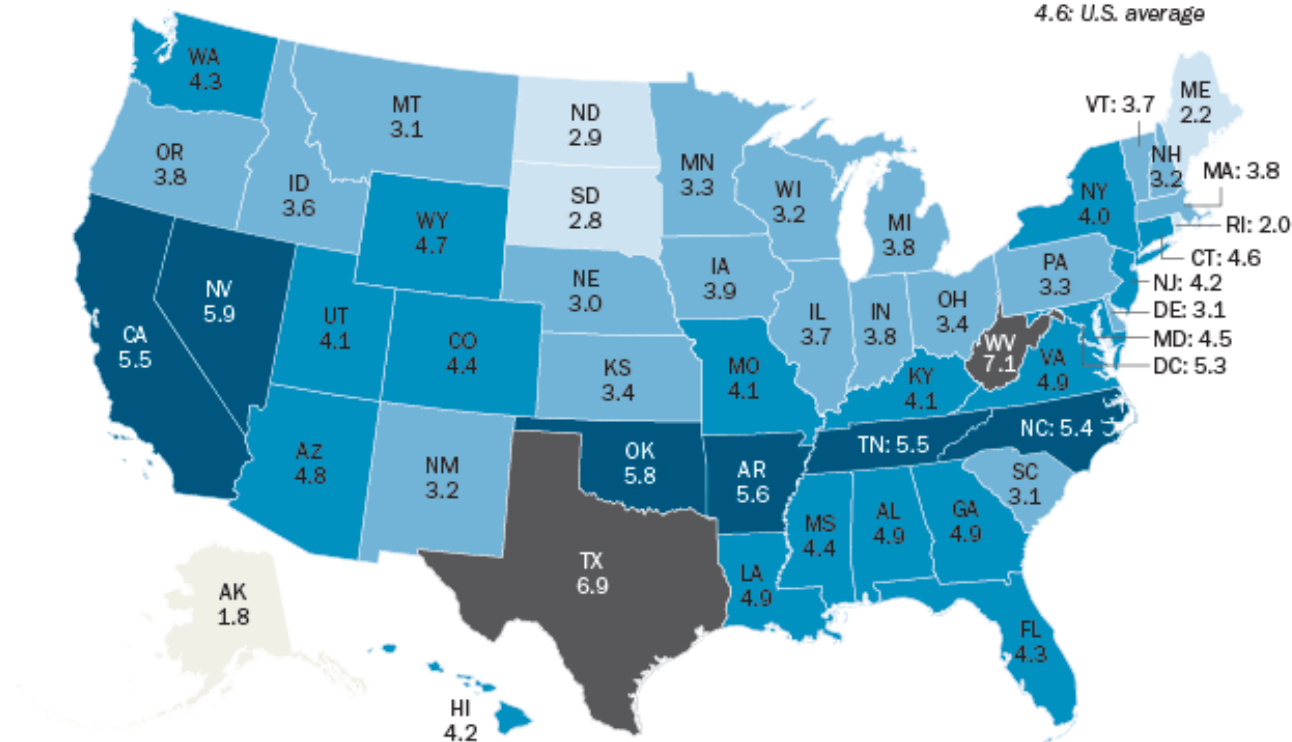 4.6: U.S. average
WA
4.3
MT
3.1
ND
2.9
VT: 3.7
ME
2.2
OR
3.8
ID
3.6
MN
3.3
WI
3.2
NH
3.2
MA: 3.8
SD
2.8
WY
4.7
MI
3.8
NY
4.0
RI: 2.0
CT: 4.6
NV
5.9
NE
3.0
IA
3.9
PA
3.3
NJ: 4.2
DE: 3.1
CA
5.5
UT
4.1
CO
4.4
IL
3.7
IN
3.8
OH
3.4
WV
7.1
MD: 4.5
VA
4.9
DC: 5.3
KS
3.4
MO
4.1
KY
4.1
AZ
4.8
NM
3.2
OK
5.8
AR
5.6
TN: 5.5
NC: 5.4
SC
3.1
TX
6.9
MS
4.4
AL
4.9
GA
4.9
LA
4.9
AK
1.8
FL
4.3
HI
4.2